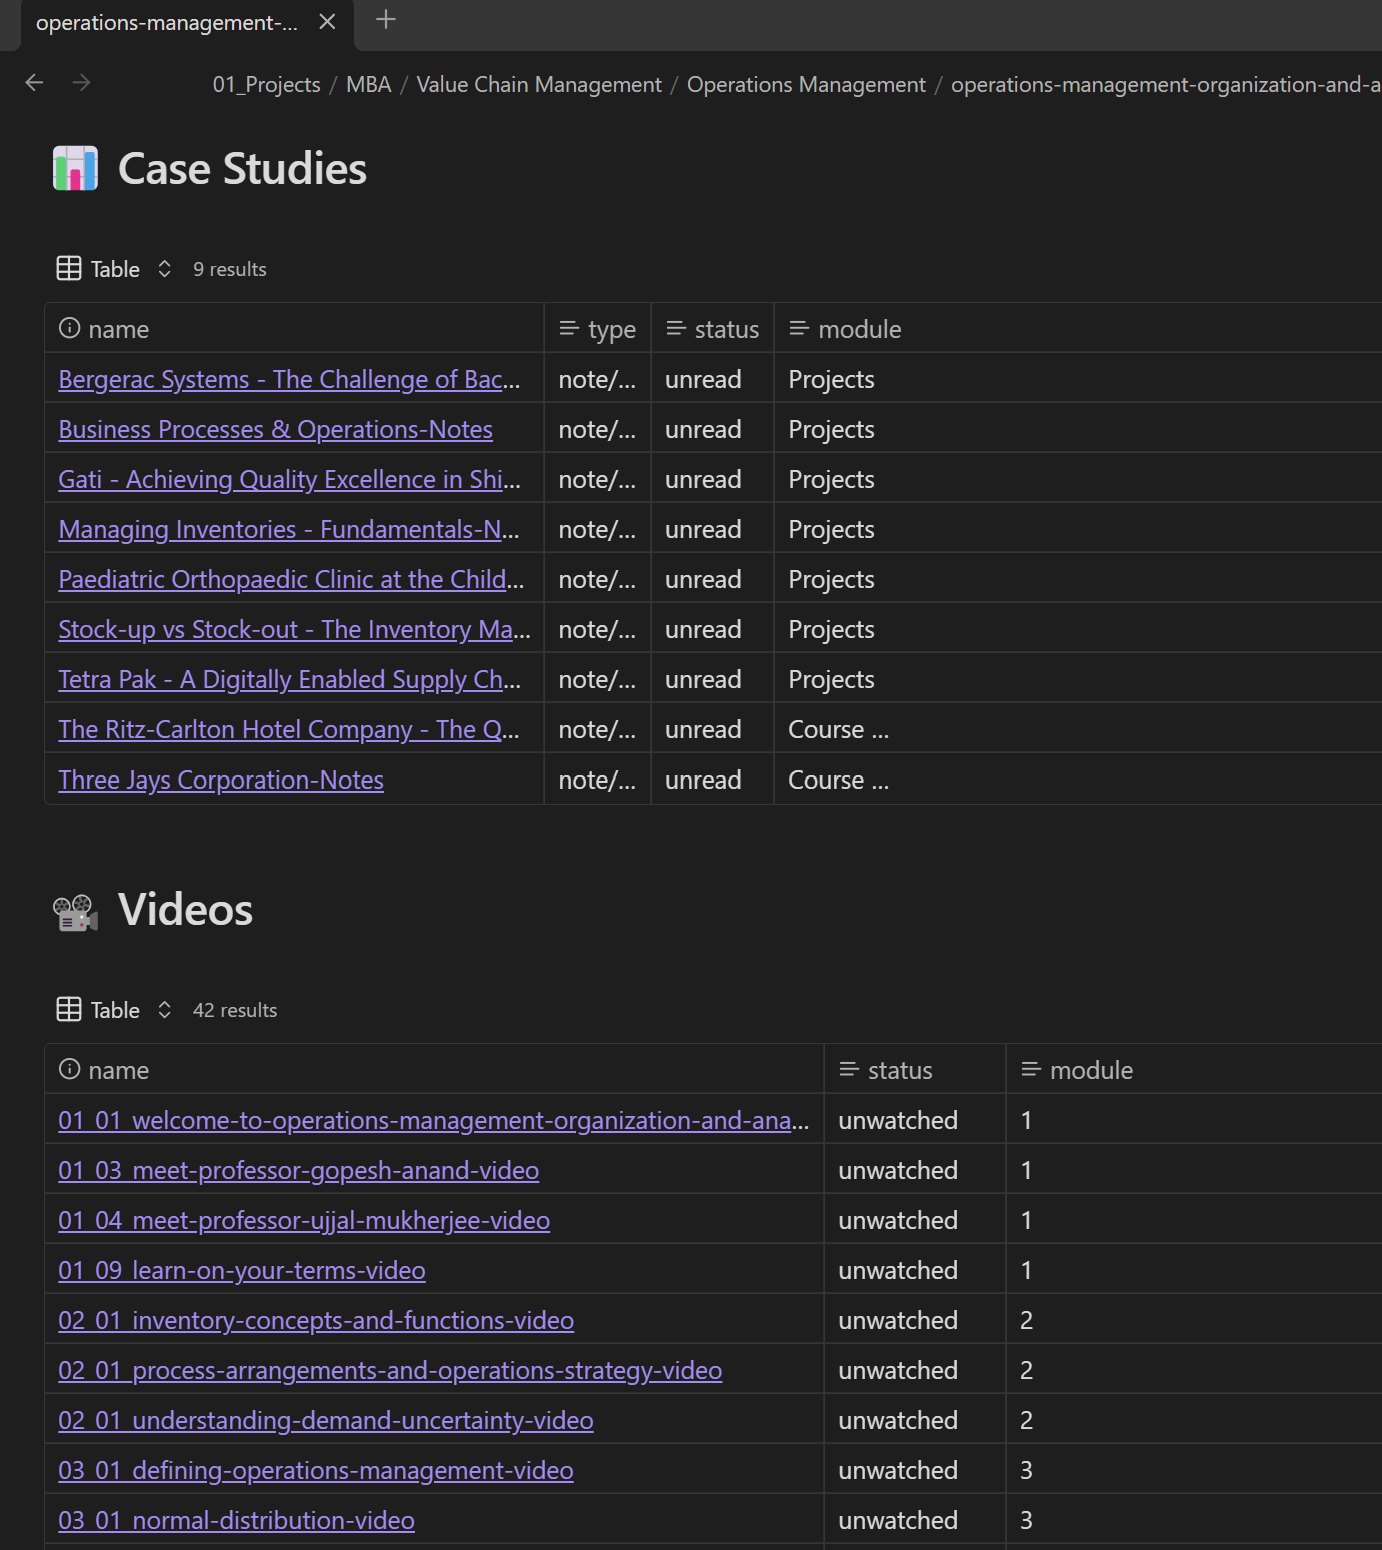 operations-management-...
01_Projects / MBA / Value Chain Management / Operations Management / operations-management-organization-and-a
Case Studies
Table 9 results
name type status module
Bergerac Systems - The Challenge of Bac... note/... unread Projects
Business Processes & Operations-Notes note/... unread Projects
Gati - Achieving Quality Excellence in Shi... note/... unread Projects
Managing Inventories - Fundamentals-N... note/... unread Projects
Paediatric Orthopaedic Clinic at the Child... note/... unread Projects
Stock-up vs Stock-out - The Inventory Ma... note/... unread Projects
Tetra Pak - A Digitally Enabled Supply Ch... note/... unread Projects
The Ritz-Carlton Hotel Company - The Q... note/... unread Course ...
Three Jays Corporation-Notes note/... unread Course ...
Videos
Table 42 results
name status module
01_01_welcome-to-operations-management-organization-and-ana... unwatched 1
01_03_meet-professor-gopesh-anand-video unwatched 1
01_04_meet-professor-ujjal-mukherjee-video unwatched 1
01_09_learn-on-your-terms-video unwatched 1
02_01_inventory-concepts-and-functions-video unwatched 2
02_01_process-arrangements-and-operations-strategy-video unwatched 2
02_01_understanding-demand-uncertainty-video unwatched 2
03_01_defining-operations-management-video unwatched 3
03_01_normal-distribution-video unwatched 3